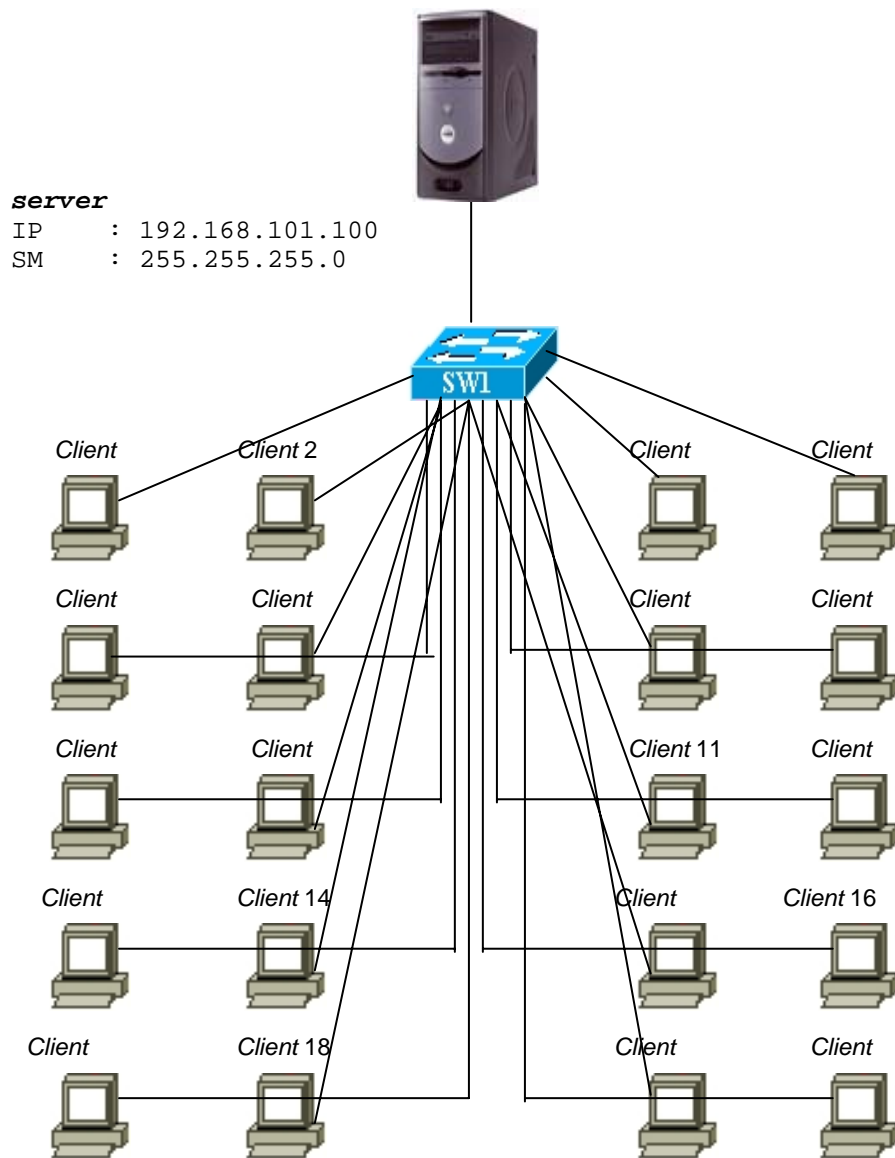 server
IP : 192.168.101.100
SM : 255.255.255.0
SW1
Client Client 2 Client Client
Client Client Client Client
Client Client Client 11 Client
Client Client 14 Client Client 16
Client Client 18 Client Client